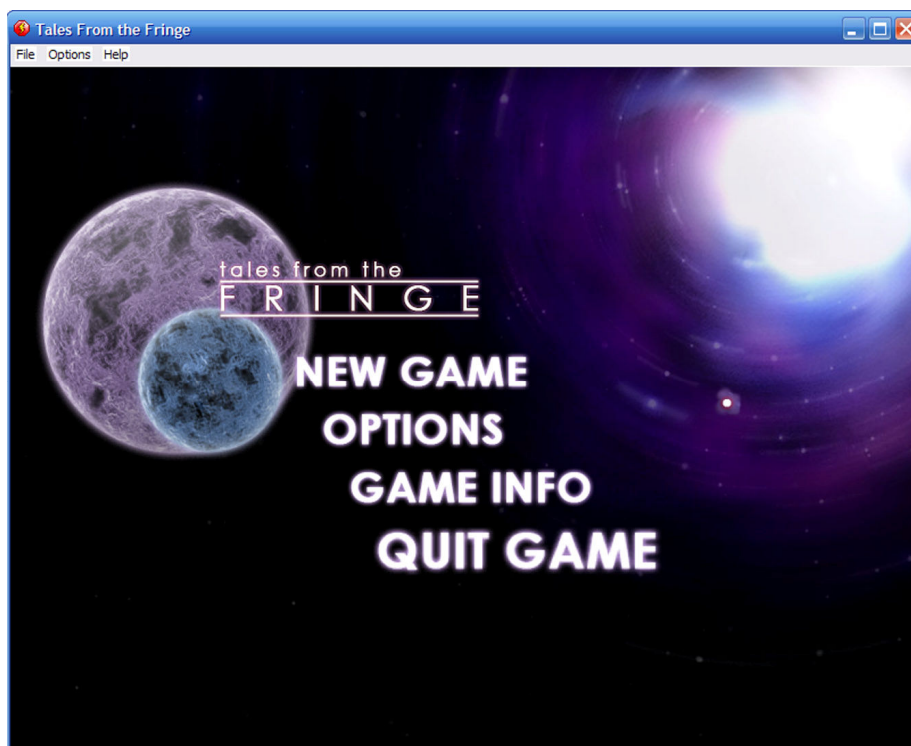 Tales From the Fringe
File Options Help
tales from the
FRINGE
NEW GAME
OPTIONS
GAME INFO
QUIT GAME